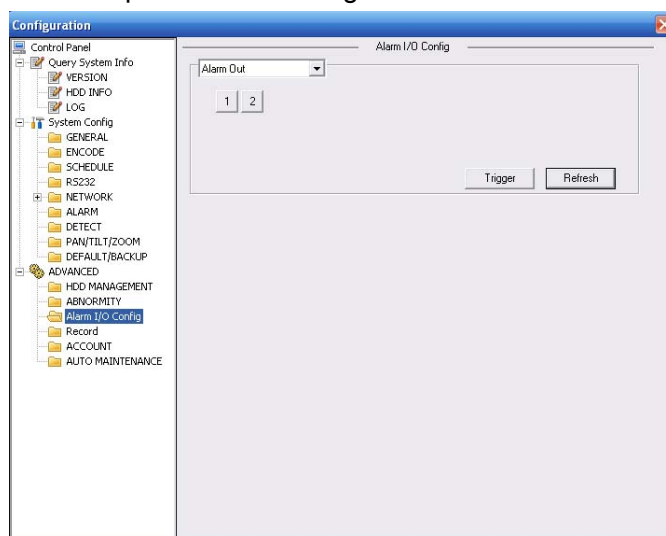 Configuration
Control Panel
Query System Info
VERSION
HDD INFO
LOG
System Config
GENERAL
ENCODE
SCHEDULE
RS232
NETWORK
ALARM
DETECT
PAN/TILT/ZOOM
DEFAULT/BACKUP
ADVANCED
HDD MANAGEMENT
ABNORMITY
Alarm I/O Config
Record
ACCOUNT
AUTO MAINTENANCE
Alarm I/O Config
Alarm Out
1 2
Trigger Refresh